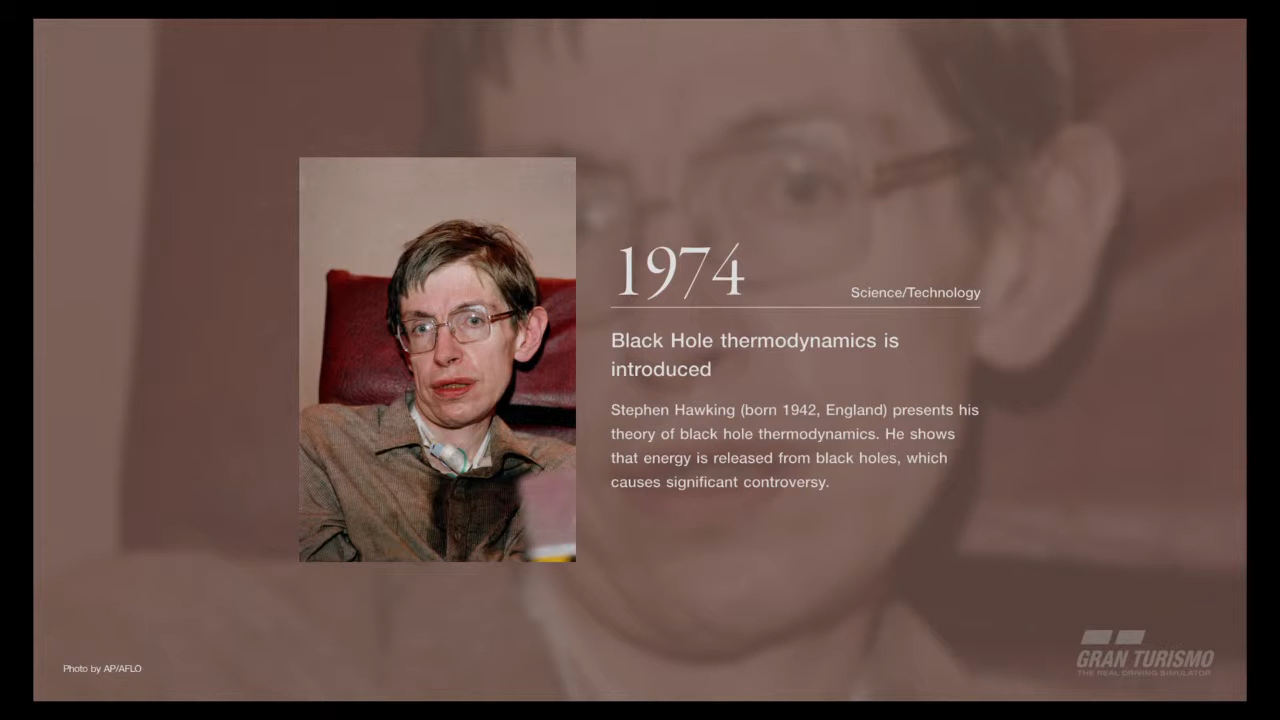 1974
Science/Technology
Black Hole thermodynamics is
introduced
Stephen Hawking (born 1942, England) presents his
theory of black hole thermodynamics. He shows
that energy is released from black holes, which
causes significant controversy.
Photo by AP/AFLO
GRAN TURISMO
THE REAL DRIVING SIMULATOR